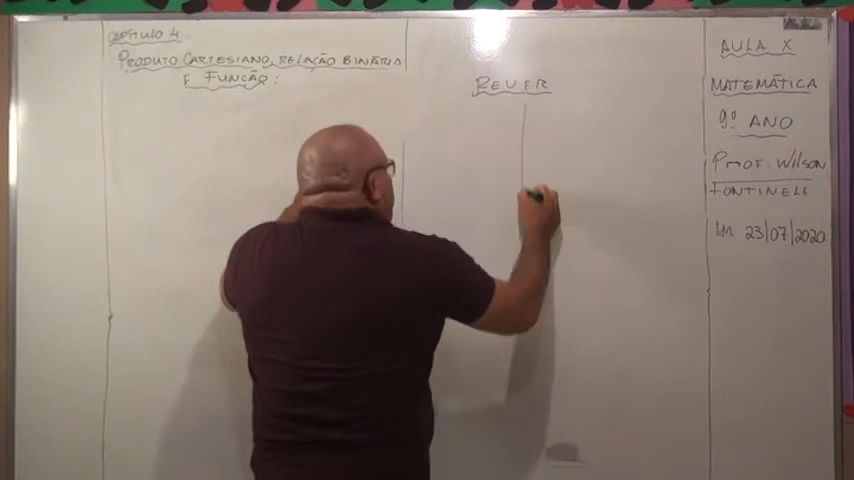 CAPÍTULO 4
PRODUTO CARTESIANO, RELAÇÃO BINÁRIA
E FUNÇÃO:
REVER
AULA X
MATEMÁTICA
9º ANO
PROF. Wilson
FONTINELE
EM 23/07/2020